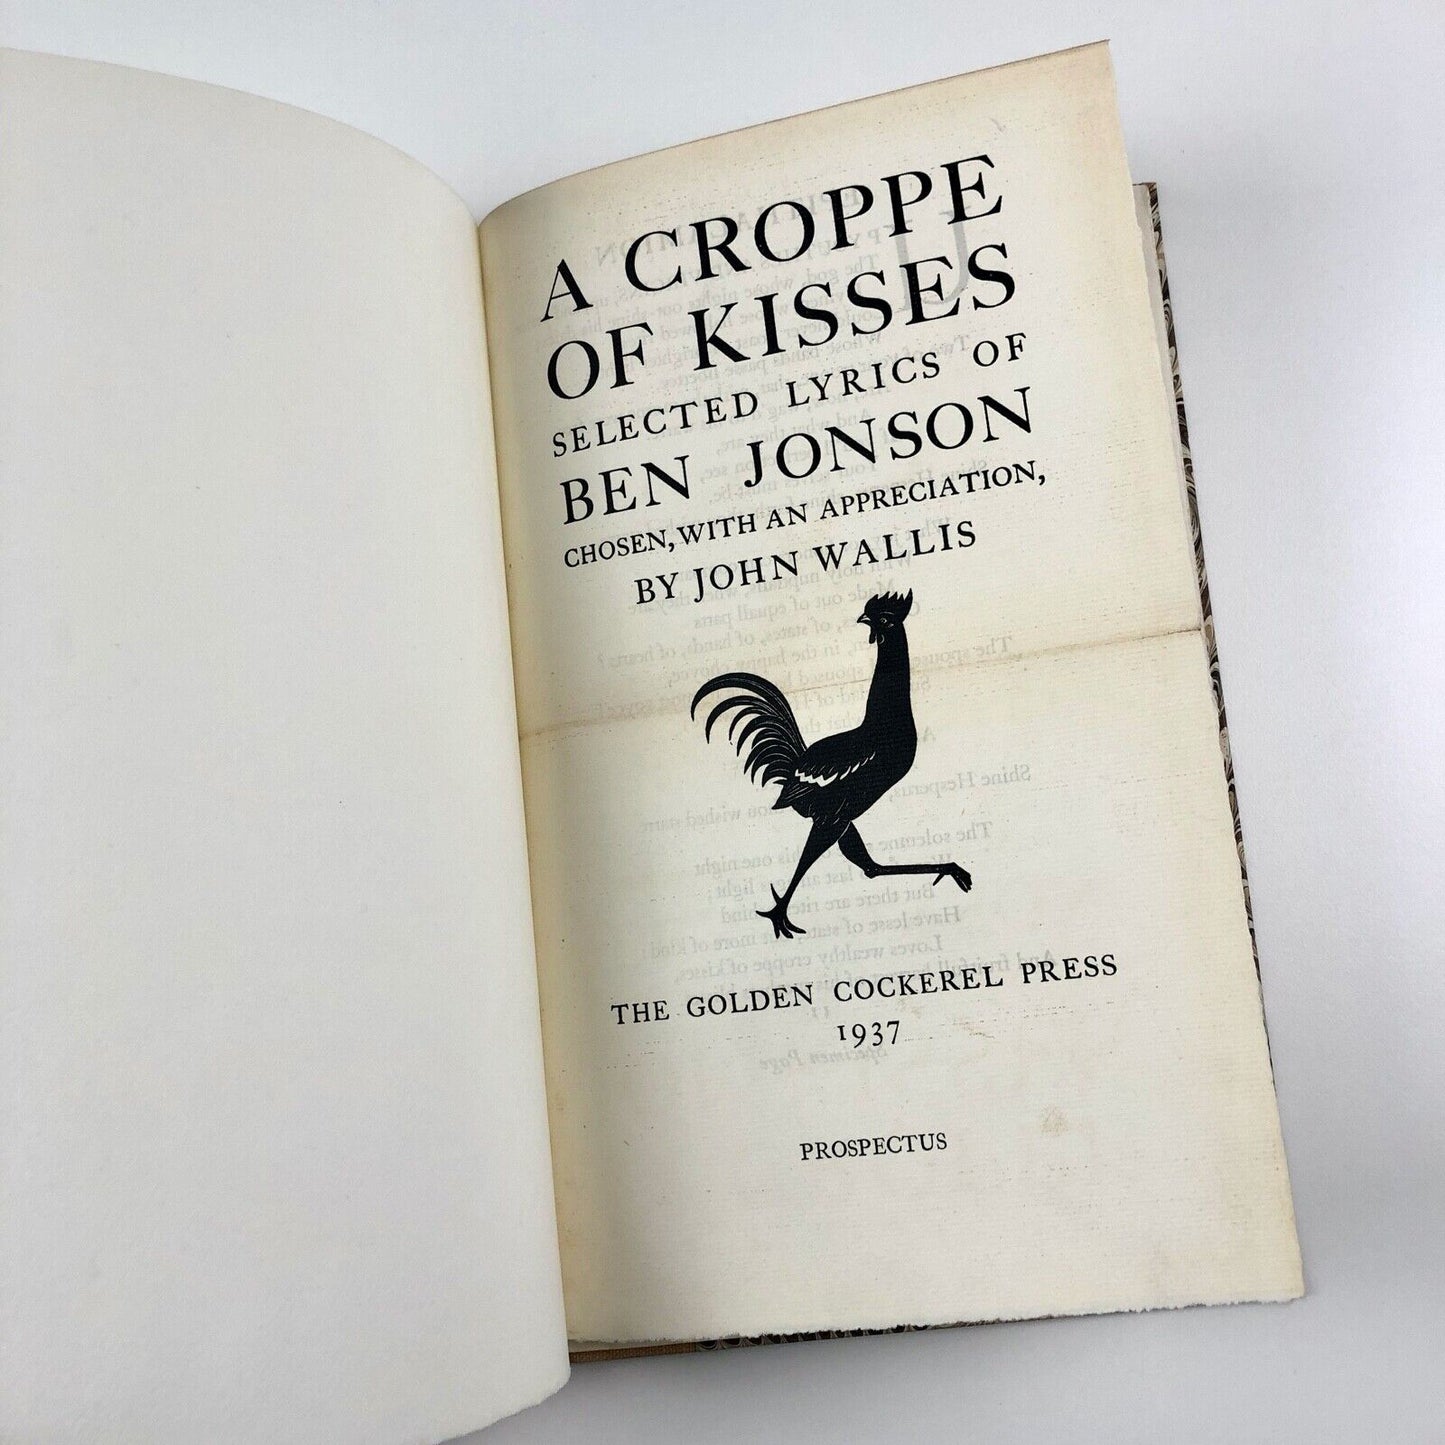 A CROPPE
OF KISSES
SELECTED LYRICS OF
BEN JONSON
CHOSEN, WITH AN APPRECIATION,
BY JOHN WALLIS
THE GOLDEN COCKEREL PRESS
1937
PROSPECTUS